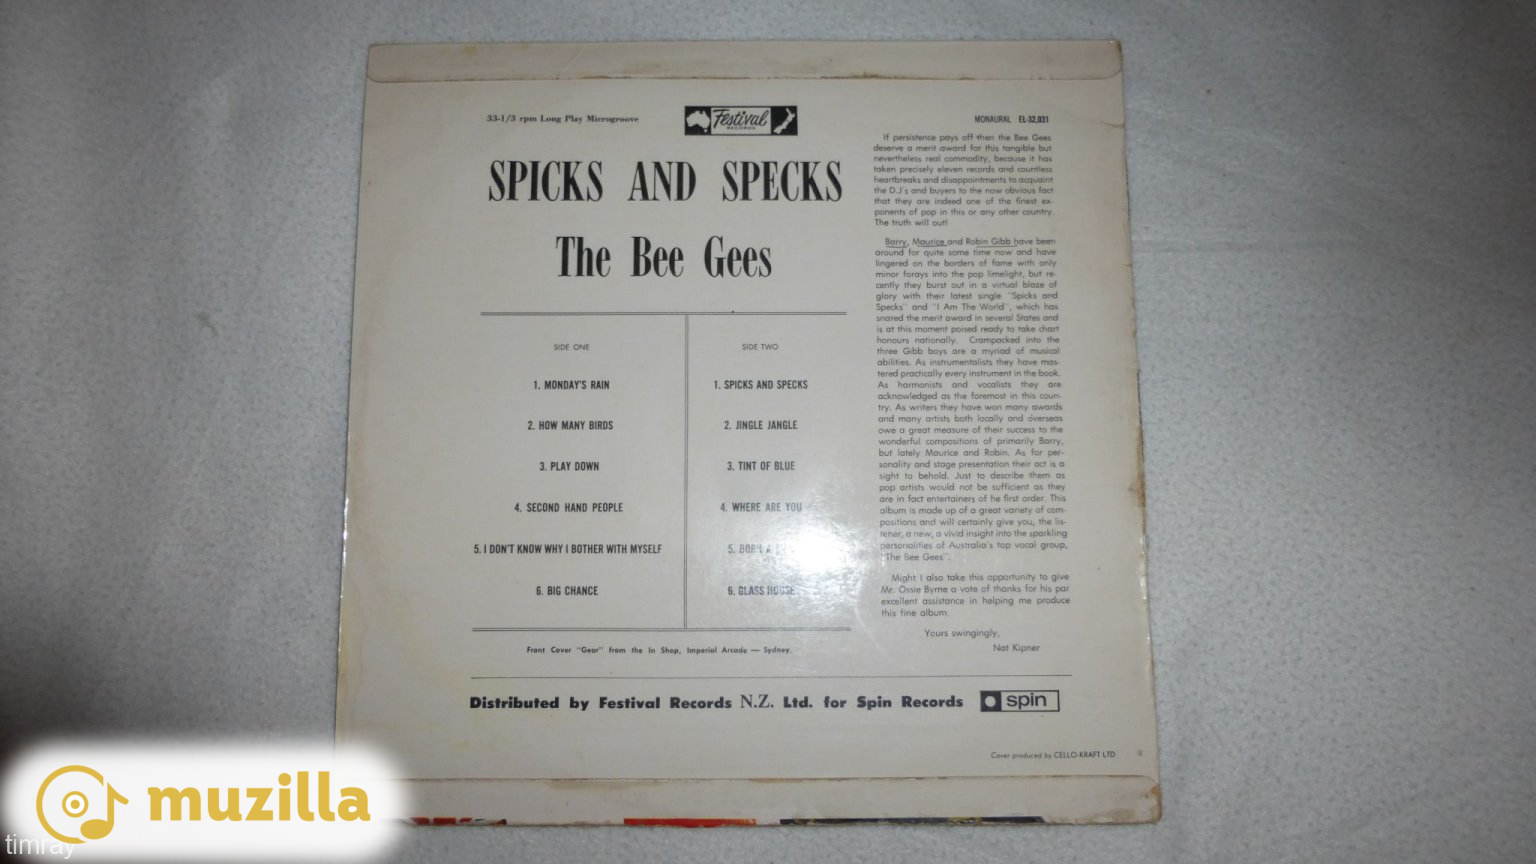 33-1/3 rpm Long Play Microgroove
Festival
RECORDS
MONAURAL EL-32,031
SPICKS AND SPECKS
The Bee Gees
SIDE ONE
1. MONDAY'S RAIN
2. HOW MANY BIRDS
3. PLAY DOWN
4. SECOND HAND PEOPLE
5. I DON'T KNOW WHY I BOTHER WITH MYSELF
6. BIG CHANCE
SIDE TWO
1. SPICKS AND SPECKS
2. JINGLE JANGLE
3. TINT OF BLUE
4. WHERE ARE YOU
5. BORN A
6. GLASS HOUSE
Front Cover "Gear" from the In Shop, Imperial Arcade — Sydney.
If persistence pays off then the Bee Gees
deserve a merit award for this tangible but
nevertheless real commodity, because it has
taken precisely eleven records and countless
heartbreaks and disappointments to acquaint
the D.J's and buyers to the now obvious fact
that they are indeed one of the finest ex-
ponents of pop in this or any other country.
The truth will out!
Barry, Maurice and Robin Gibb have been
around for quite some time now and have
lingered on the borders of fame with only
minor forays into the pop limelight, but re-
cently they burst out in a virtual blaze of
glory with their latest single "Spicks and
Specks" and "I Am The World", which has
snared the merit award in several States and
is at this moment poised ready to take chart
honours nationally. Crampacked into the
three Gibb boys are a myriad of musical
abilities. As instrumentalists they have mas-
tered practically every instrument in the book.
As harmonists and vocalists they are
acknowledged as the foremost in this coun-
try. As writers they have won many awards
and many artists both locally and overseas
owe a great measure of their success to the
wonderful compositions of primarily Barry,
but lately Maurice and Robin. As for per-
sonality and stage presentation their act is a
sight to behold. Just to describe them as
pop artists would not be sufficient as they
are in fact entertainers of he first order. This
album is made up of a great variety of com-
positions and will certainly give you, the lis-
tener, a new, a vivid insight into the sparkling
personalities of Australia's top vocal group,
"The Bee Gees".
Might I also take this opportunity to give
Mr. Ossie Byrne a vote of thanks for his par
excellent assistance in helping me produce
this fine album.
Yours swingingly,
Nat Kipner
Distributed by Festival Records N.Z. Ltd. for Spin Records
spin
Cover produced by CELLO-KRAFT LTD
muzilla
timray